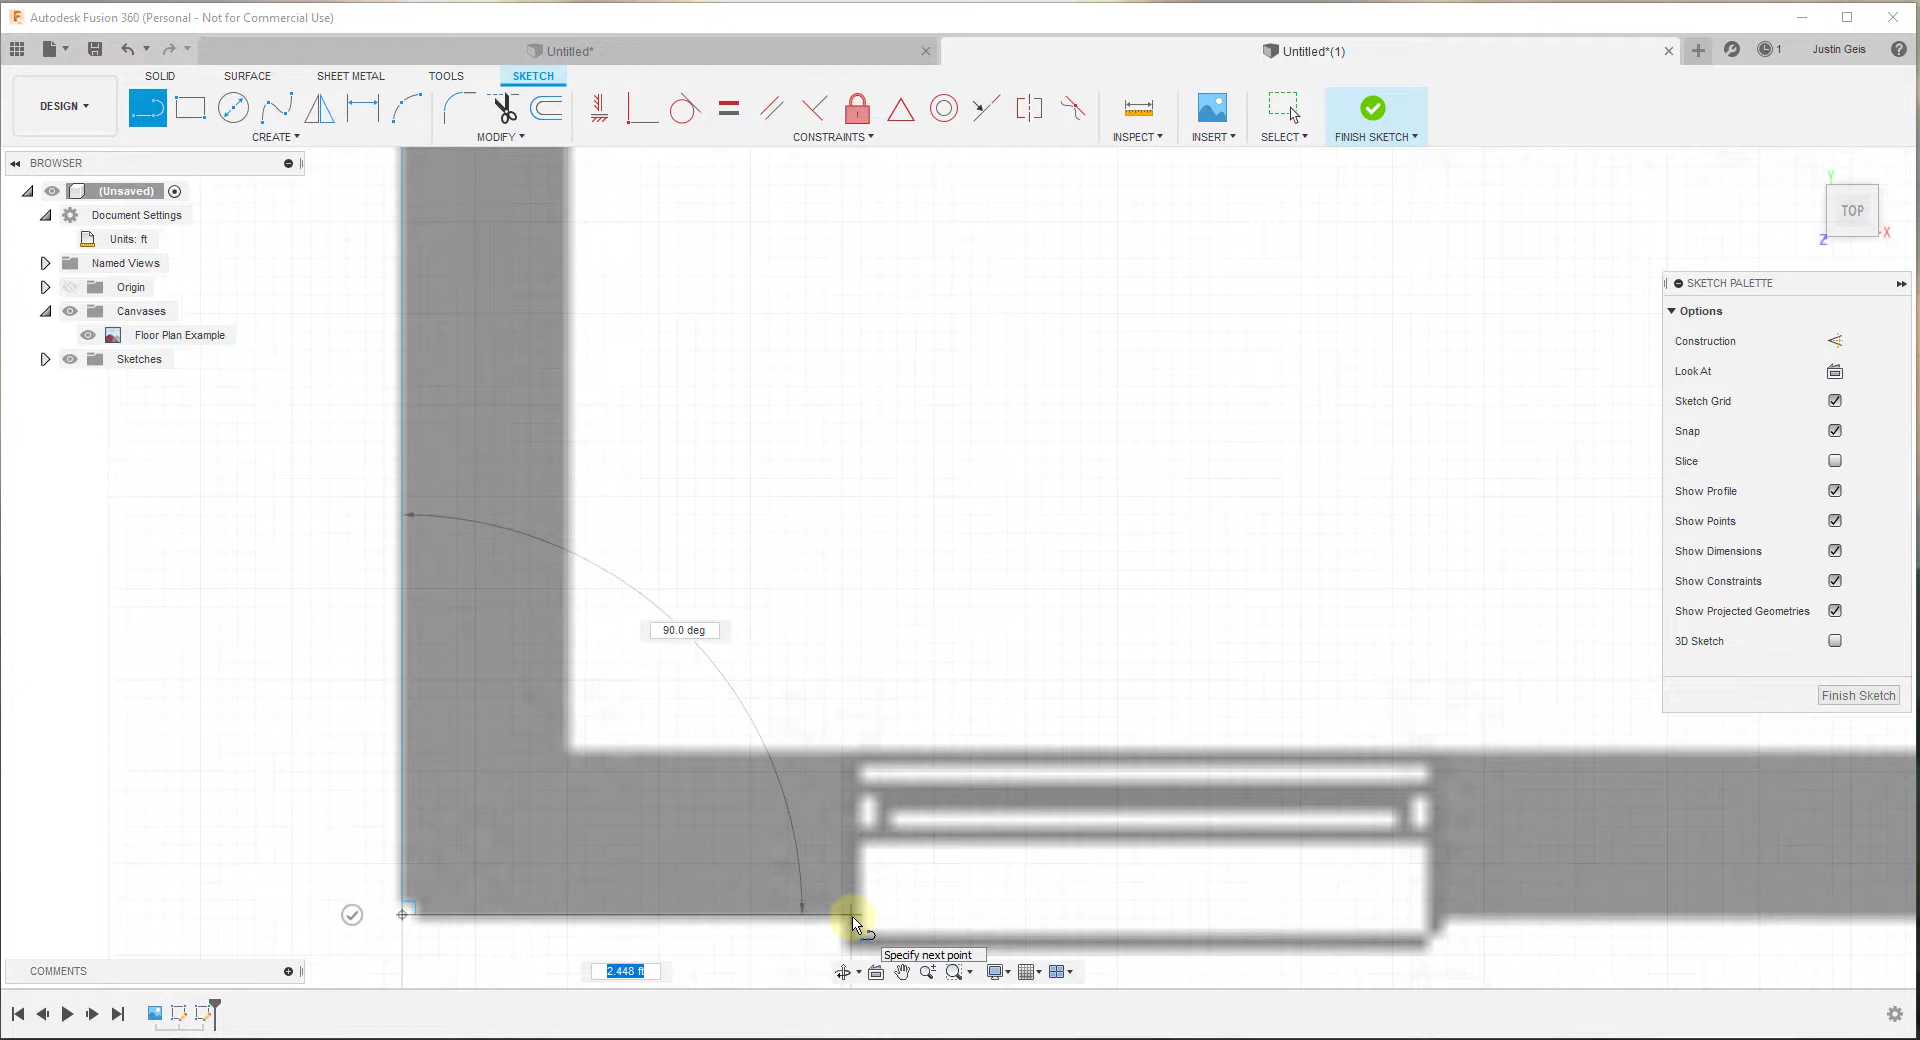 Autodesk Fusion 360 (Personal - Not for Commercial Use)
Untitled*
Untitled*(1)
1
Justin Geis
SOLID
SURFACE
SHEET METAL
TOOLS
SKETCH
DESIGN
CREATE
MODIFY
CONSTRAINTS
INSPECT
INSERT
SELECT
FINISH SKETCH
BROWSER
(Unsaved)
Document Settings
Units: ft
Named Views
Origin
Canvases
Floor Plan Example
Sketches
Y
TOP
X
Z
SKETCH PALETTE
Options
Construction
Look At
Sketch Grid
Snap
Slice
Show Profile
Show Points
Show Dimensions
Show Constraints
Show Projected Geometries
3D Sketch
Finish Sketch
90.0 deg
Specify next point
2.448 ft
COMMENTS